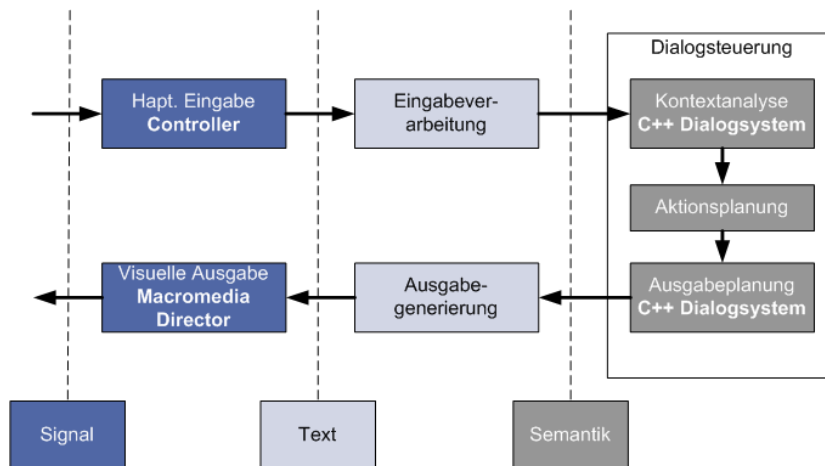 Dialogsteuerung
Hapt. Eingabe
Controller
Eingabever-
arbeitung
Kontextanalyse
C++ Dialogsystem
Aktionsplanung
Visuelle Ausgabe
Macromedia
Director
Ausgabe-
generierung
Ausgabeplanung
C++ Dialogsystem
Signal
Text
Semantik